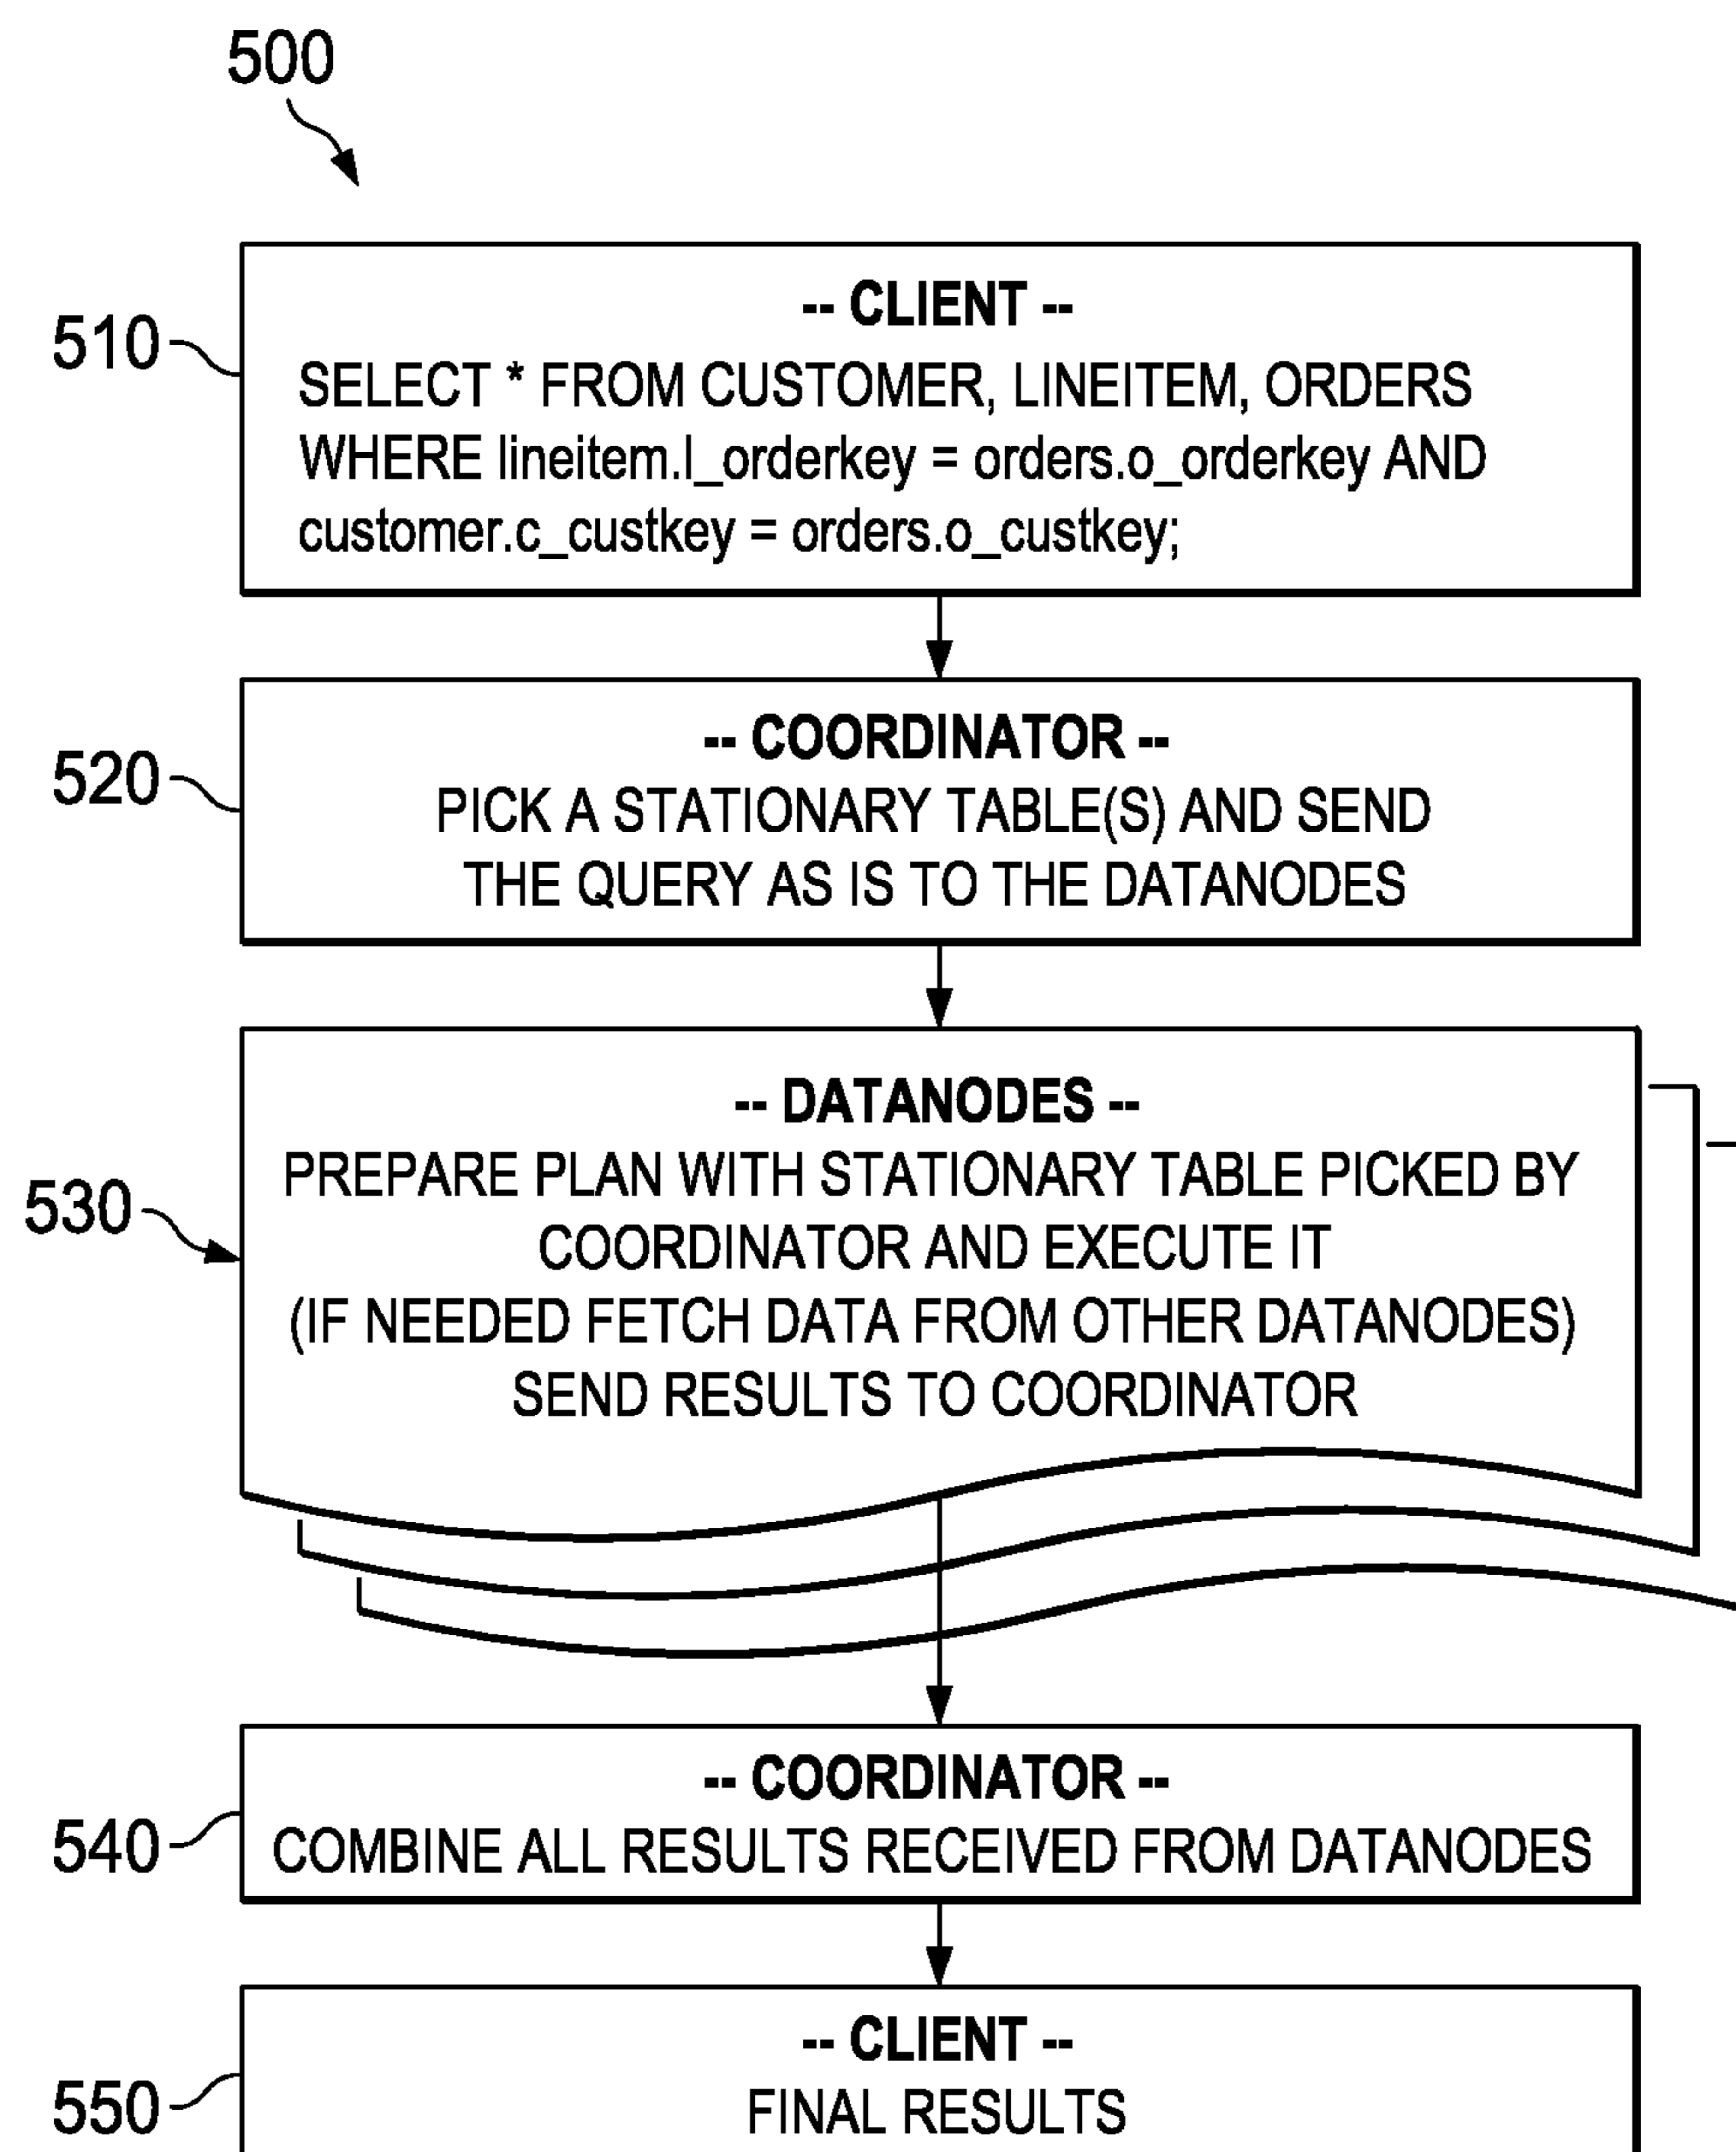 500
510
-- CLIENT --
SELECT * FROM CUSTOMER, LINEITEM, ORDERS
WHERE lineitem.l_orderkey = orders.o_orderkey AND
customer.c_custkey = orders.o_custkey;
520
-- COORDINATOR --
PICK A STATIONARY TABLE(S) AND SEND
THE QUERY AS IS TO THE DATANODES
530
-- DATANODES --
PREPARE PLAN WITH STATIONARY TABLE PICKED BY
COORDINATOR AND EXECUTE IT
(IF NEEDED FETCH DATA FROM OTHER DATANODES)
SEND RESULTS TO COORDINATOR
540
-- COORDINATOR --
COMBINE ALL RESULTS RECEIVED FROM DATANODES
550
-- CLIENT --
FINAL RESULTS